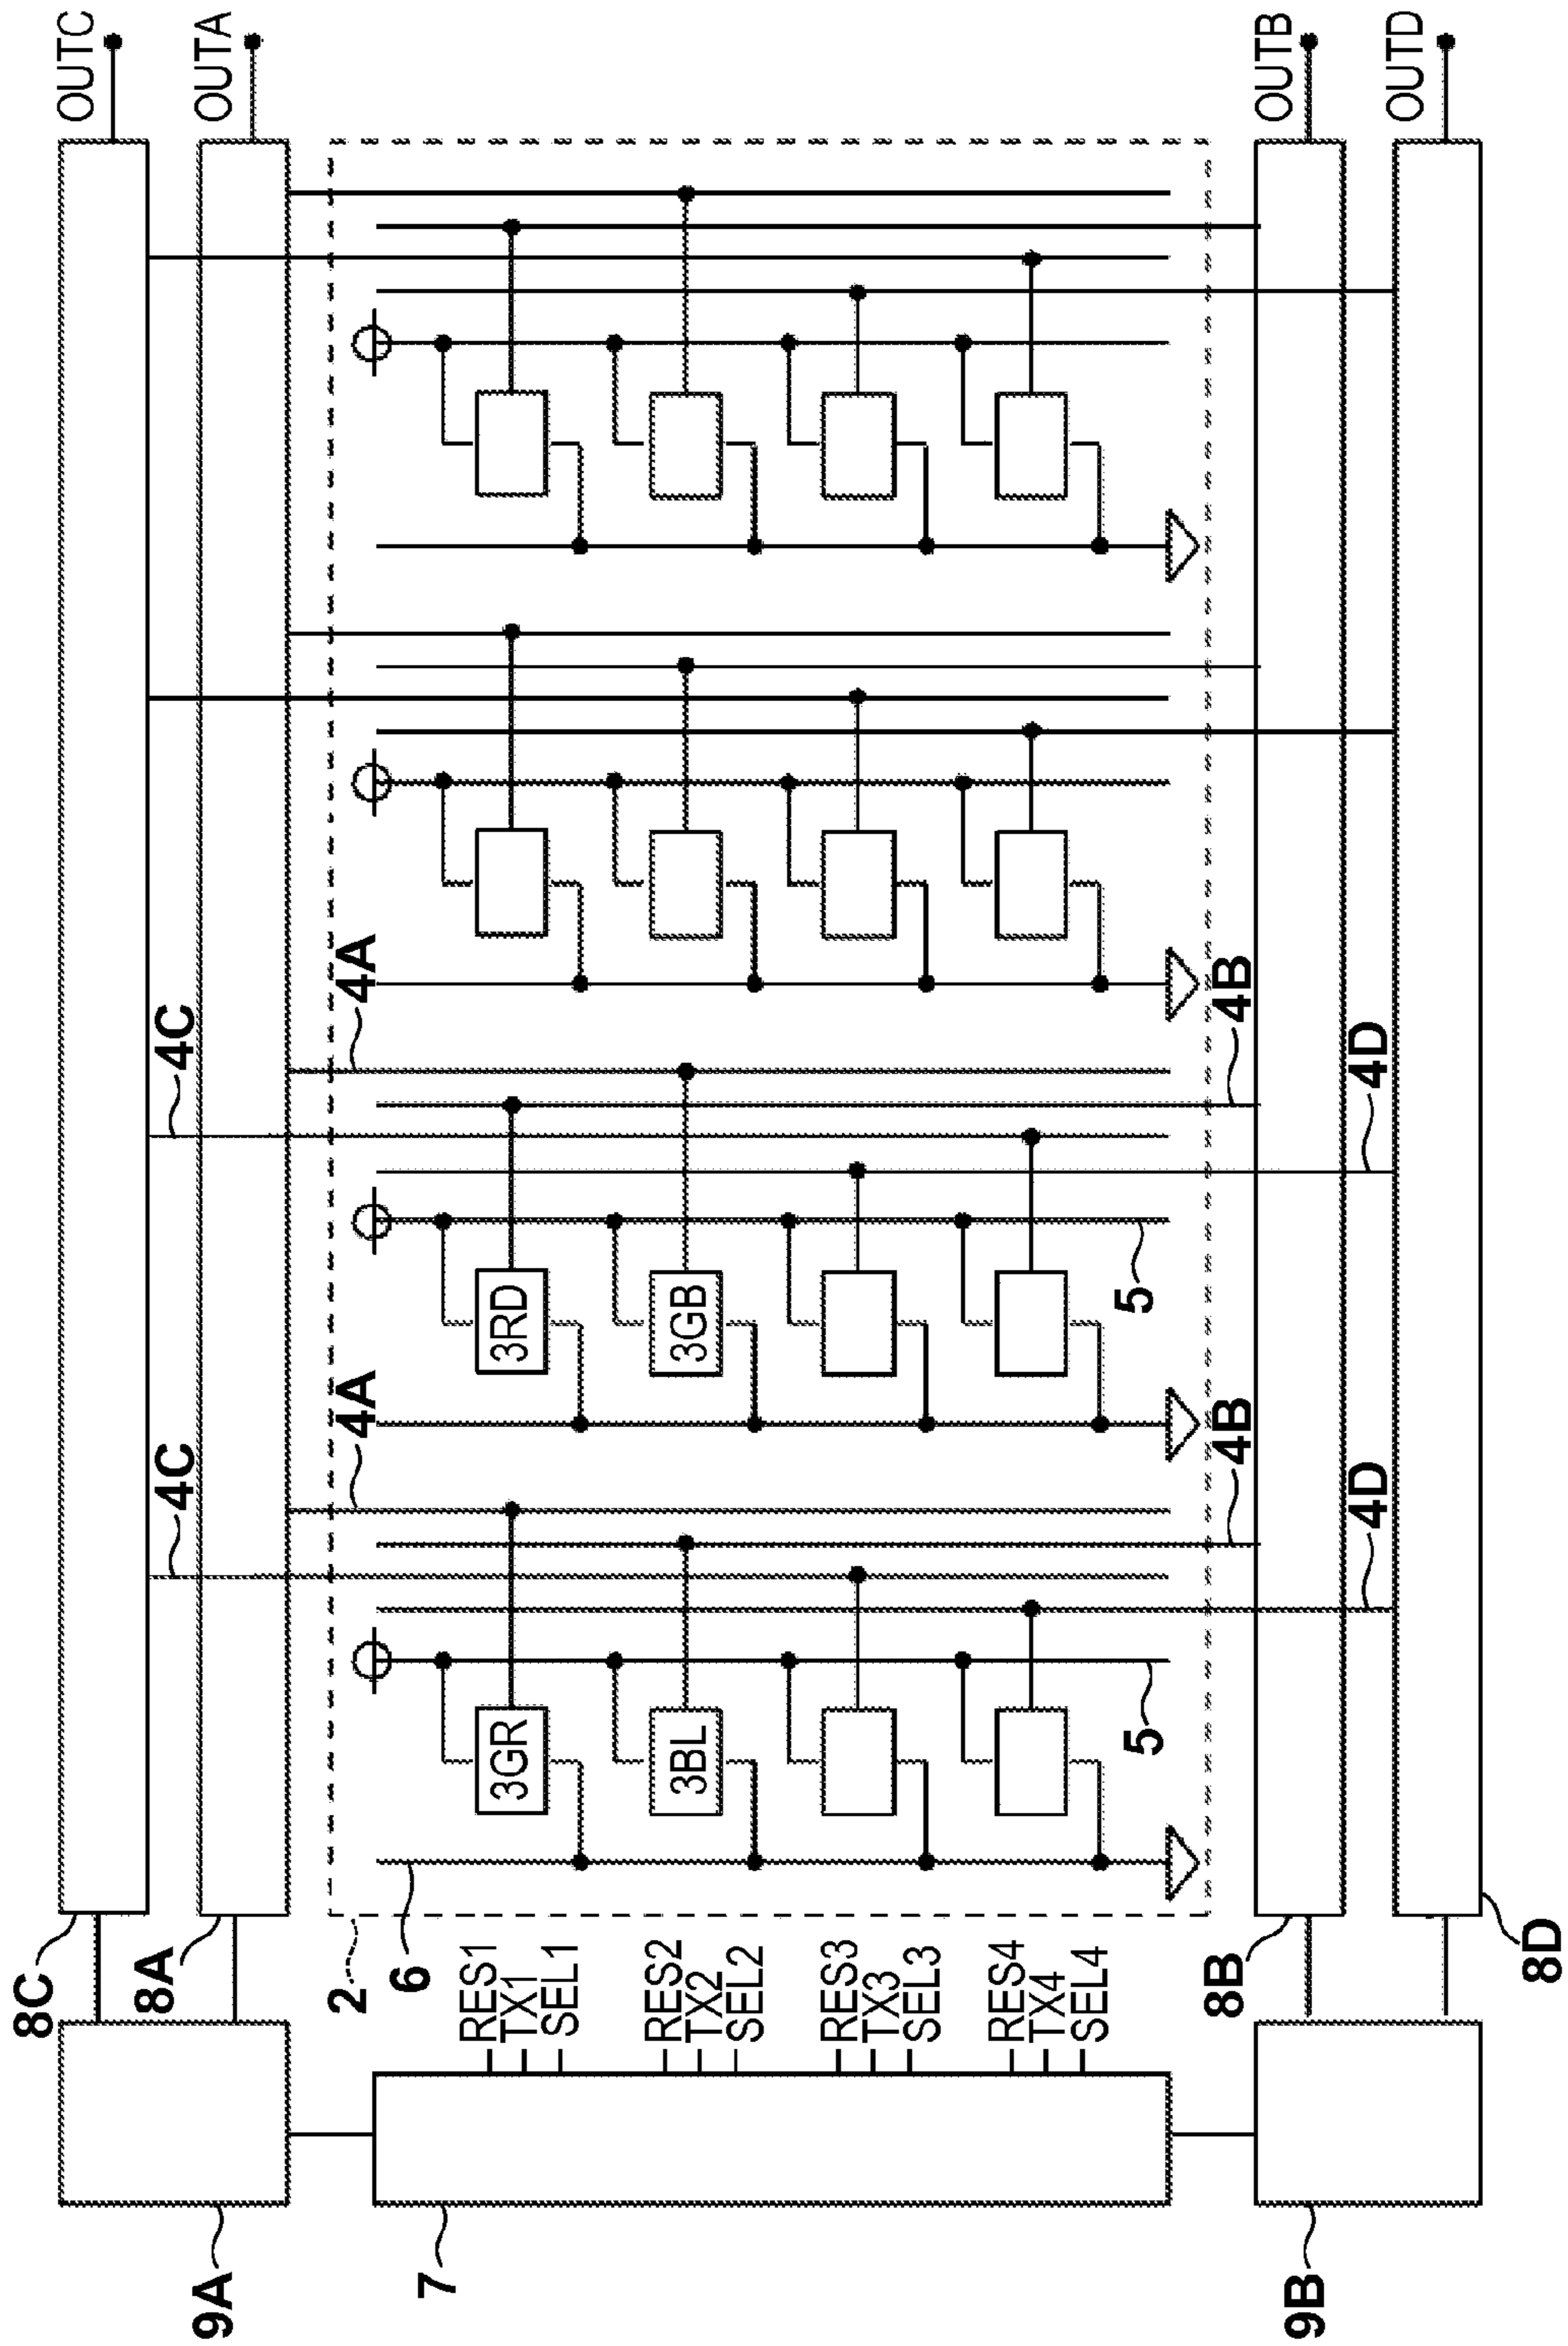 OUTC
OUTA
OUTB
OUTD
4C
4A
4B
4D
3RD
3GB
5
4C
4A
4B
4D
3GR
3BL
5
8C
8A
2
6
8B
8D
RES1
TX1
SEL1
RES2
TX2
SEL2
RES3
TX3
SEL3
RES4
TX4
SEL4
9A
7
9B